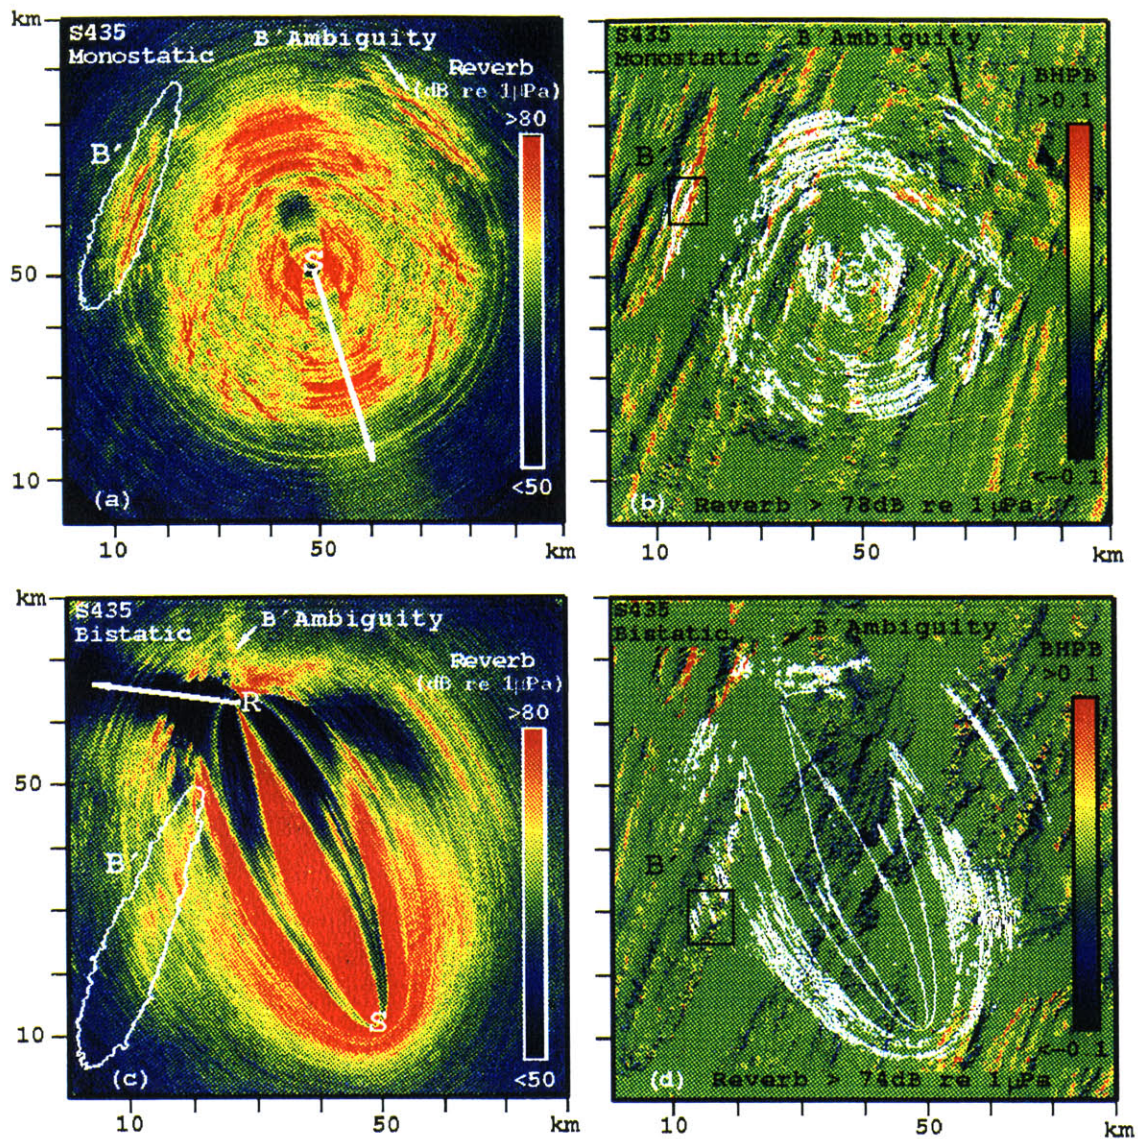 km
S435
Monostatic
B´Ambiguity
Reverb
(dB re 1µPa)
>80
B´
S
50
10
<50
(a)
10
50
km
S435
Monostatic
B´Ambiguity
BHPB
>0.1
B´
<-0.1
(b)
Reverb > 78dB re 1µPa
10
50
km
km
S435
Bistatic
B´Ambiguity
Reverb
(dB re 1µPa)
>80
R
50
B´
S
10
<50
(c)
10
50
km
S435
Bistatic
B´Ambiguity
BHPB
>0.1
B´
<-0.1
(d)
Reverb > 74dB re 1µPa
10
50
km